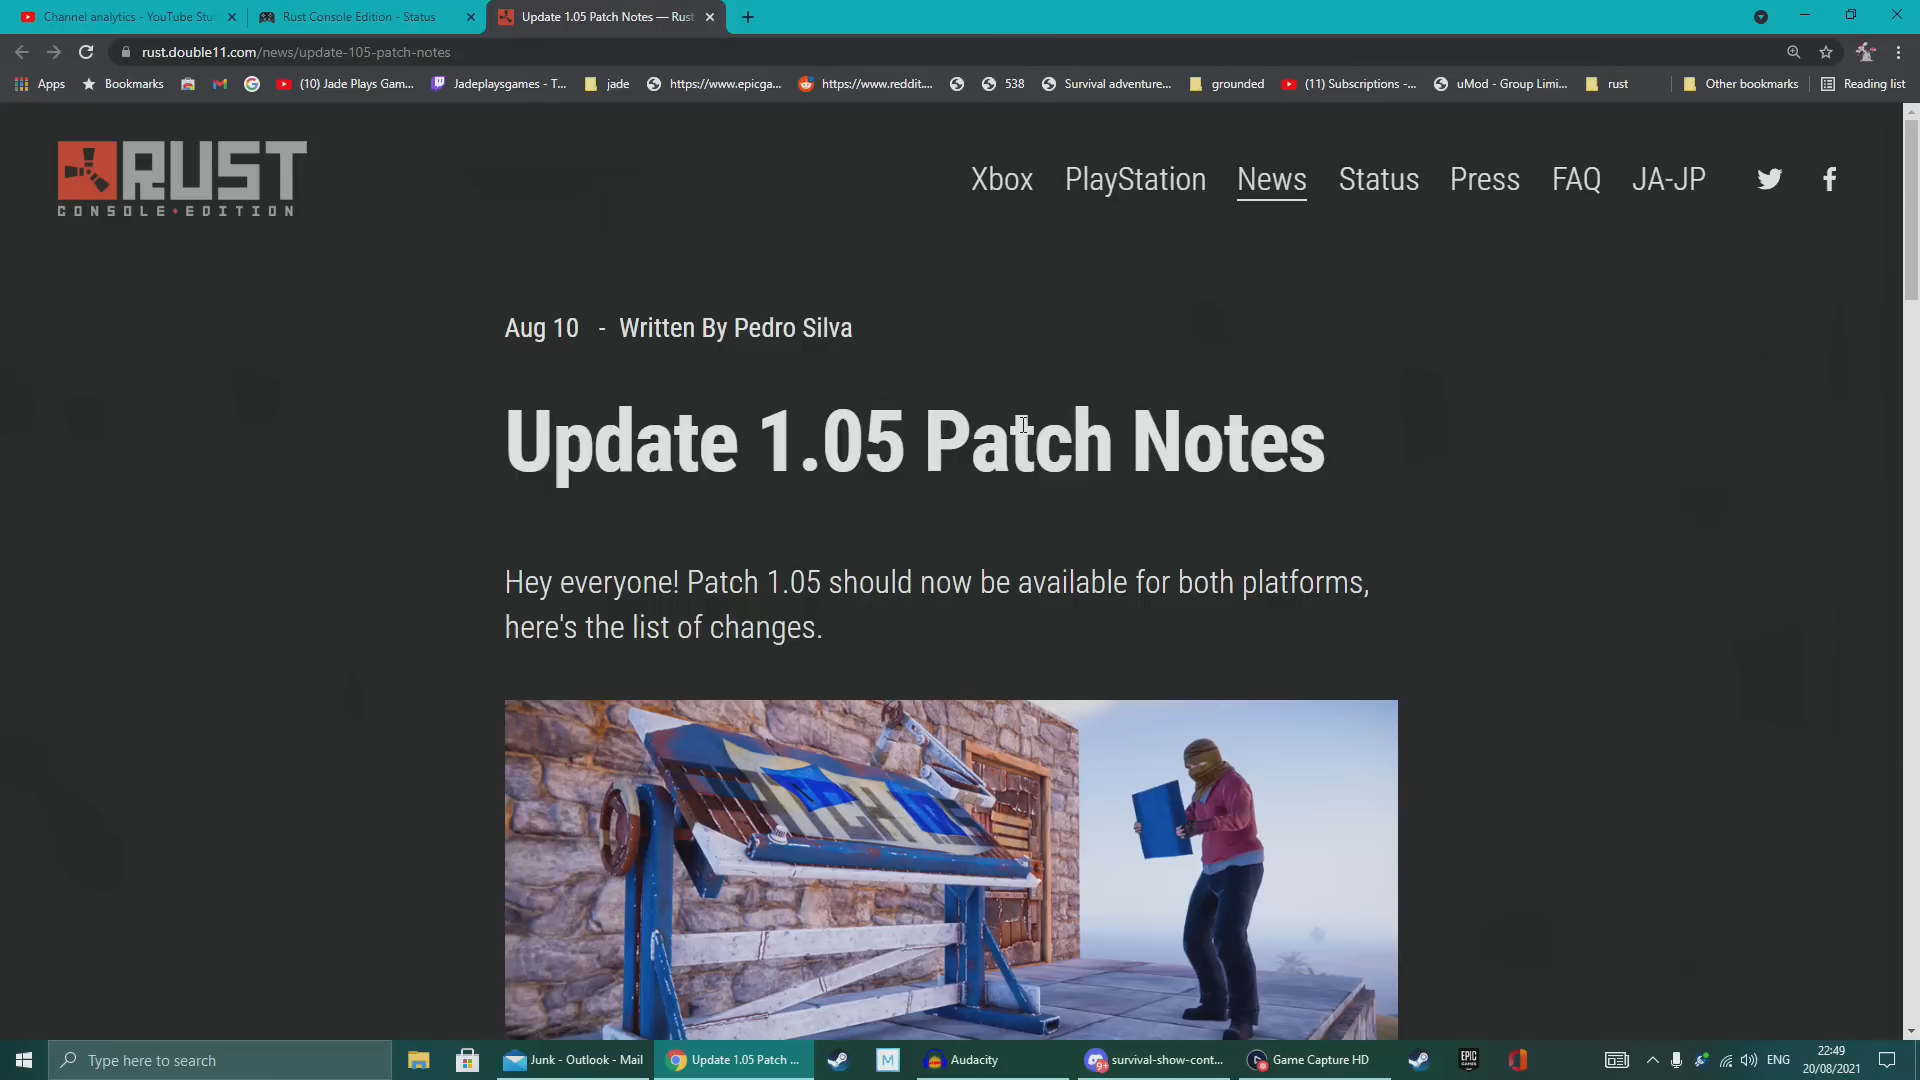 Channel analytics - YouTube Stu
Rust Console Edition - Status
Update 1.05 Patch Notes — Rust
rust.double11.com/news/update-105-patch-notes
Apps
Bookmarks
(10) Jade Plays Gam...
Jadeplaysgames - T...
jade
https://www.epicga...
https://www.reddit....
538
Survival adventure...
grounded
(11) Subscriptions -...
uMod - Group Limi...
rust
Other bookmarks
Reading list
RUST
CONSOLE EDITION
Xbox
PlayStation
News
Status
Press
FAQ
JA-JP
Aug 10 - Written By Pedro Silva
Update 1.05 Patch Notes
Hey everyone! Patch 1.05 should now be available for both platforms,
here's the list of changes.
Type here to search
Junk - Outlook - Mail
Update 1.05 Patch ...
M
Audacity
9+
survival-show-cont...
Game Capture HD
EPIC
GAMES
ENG
22:49
20/08/2021